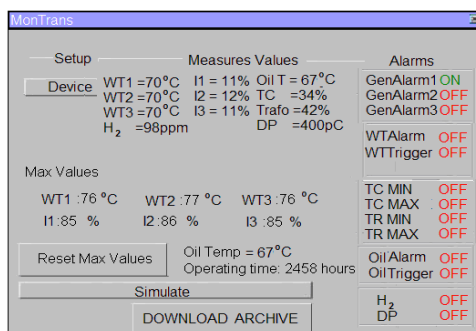 MonTrans
Setup Measures Values Alarms
Device
WT1 =70°C I1 = 11% Oil T = 67°C
WT2 =70°C I2 = 12% TC =34%
WT3 =70°C I3 = 11% Trafo =42%
H₂ =98ppm DP =400pC
GenAlarm1 ON
GenAlarm2 OFF
GenAlarm3 OFF
WTAlarm OFF
WTTrigger OFF
Max Values
WT1 :76 °C WT2 :77 °C WT3 :76 °C
I1:85 % I2:86 % I3 :85 %
TC MIN OFF
TC MAX OFF
TR MIN OFF
TR MAX OFF
Reset Max Values
Oil Temp = 67°C
Operating time: 2458 hours
Oil Alarm OFF
Oil Trigger OFF
Simulate
DOWNLOAD ARCHIVE
H₂ OFF
DP OFF